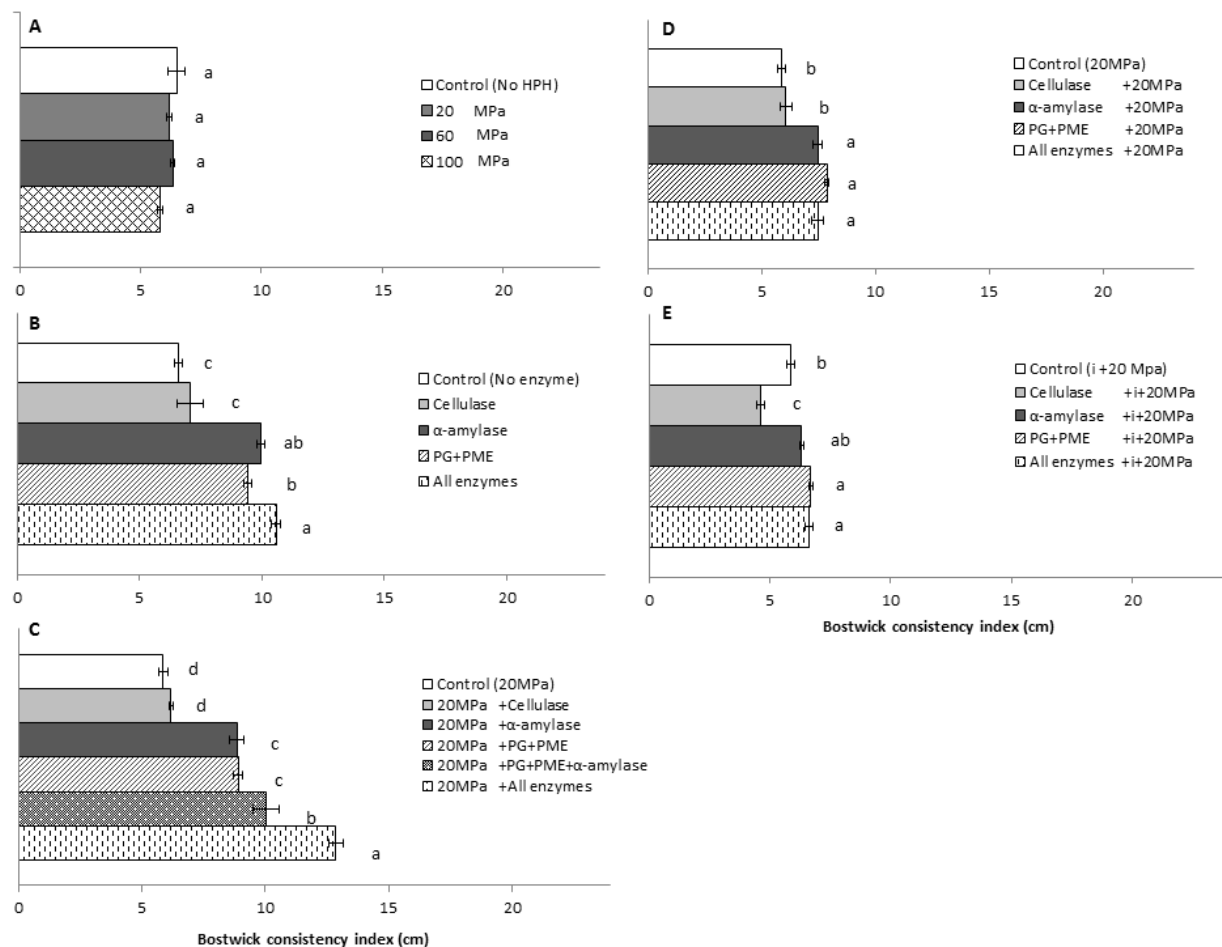 A
a
a
a
a
Control (No HPH)
20 MPa
60 MPa
100 MPa
0 5 10 15 20
B
c
c
ab
b
a
Control (No enzyme)
Cellulase
α-amylase
PG+PME
All enzymes
0 5 10 15 20
C
d
d
c
c
b
a
Control (20MPa)
20MPa +Cellulase
20MPa +α-amylase
20MPa +PG+PME
20MPa +PG+PME+α-amylase
20MPa +All enzymes
0 5 10 15 20
Bostwick consistency index (cm)
D
b
b
a
a
a
Control (20MPa)
Cellulase +20MPa
α-amylase +20MPa
PG+PME +20MPa
All enzymes +20MPa
0 5 10 15 20
E
b
c
ab
a
a
Control (i +20 Mpa)
Cellulase +i+20MPa
α-amylase +i+20MPa
PG+PME +i+20MPa
All enzymes +i+20MPa
0 5 10 15 20
Bostwick consistency index (cm)